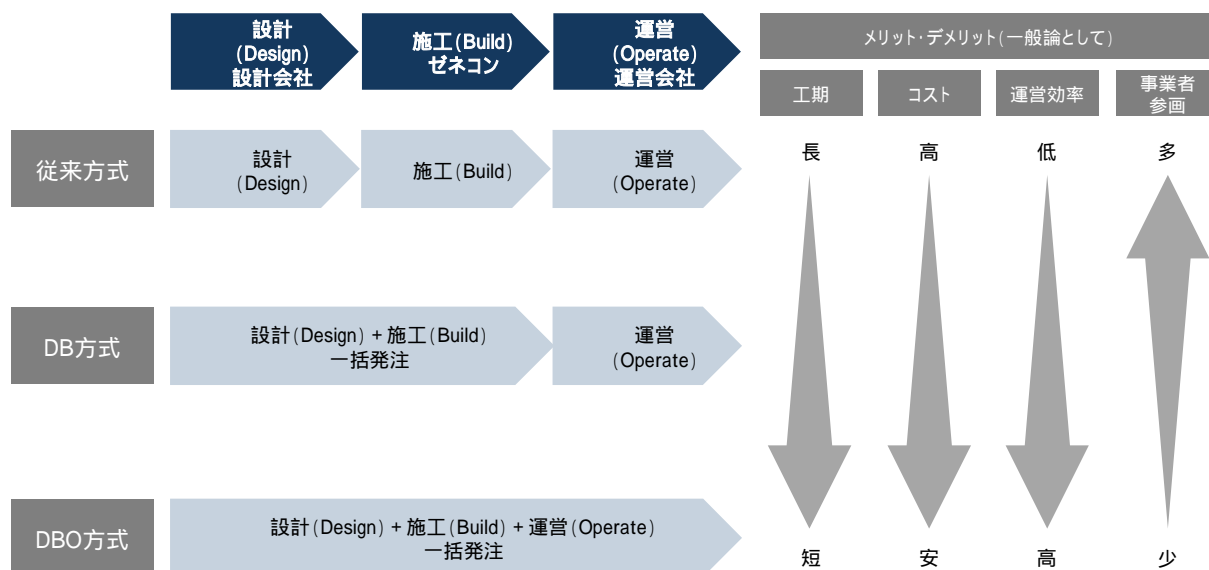 設計
(Design)
設計会社
施工(Build)
ゼネコン
運営
(Operate)
運営会社
メリット・デメリット(一般論として)
工期
コスト
運営効率
事業者
参画
従来方式
設計
(Design)
施工(Build)
運営
(Operate)
長
高
低
多
DB方式
設計(Design) + 施工(Build)
一括発注
運営
(Operate)
DBO方式
設計(Design) + 施工(Build) + 運営(Operate)
一括発注
短
安
高
少